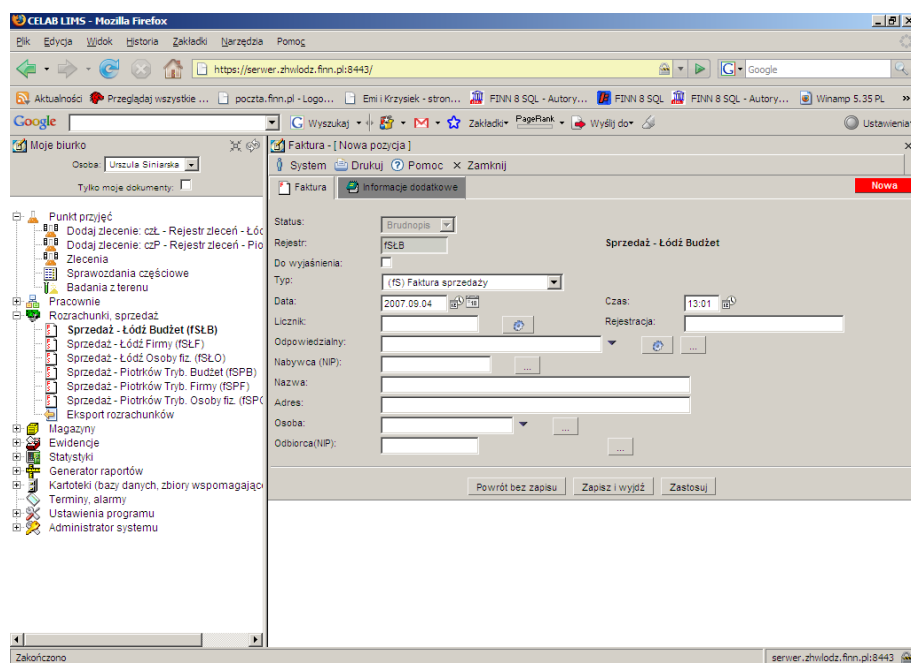 CELAB LIMS - Mozilla Firefox
Plik Edycja Widok Historia Zakładki Narzędzia Pomoc
https://serwer.zhwlodz.finn.pl:8443/ G Google
Aktualności Przeglądaj wszystkie ... poczta.finn.pl - Logo... Emi i Krzysiek - stron... FINN 8 SQL - Autory... FINN 8 SQL FINN 8 SQL - Autory... Winamp 5.35 PL »
Google G Wyszukaj Zakładki PageRank Wyślij do Ustawienia
Moje biurko
Osoba: Urszula Siniarska
Tylko moje dokumenty:
Punkt przyjęć
Dodaj zlecenie: czŁ - Rejestr zleceń - Łód
Dodaj zlecenie: czP - Rejestr zleceń - Pio
Zlecenia
Sprawozdania częściowe
Badania z terenu
Pracownie
Rozrachunki, sprzedaż
Sprzedaż - Łódź Budżet (fSŁB)
Sprzedaż - Łódź Firmy (fSŁF)
Sprzedaż - Łódź Osoby fiz. (fSŁO)
Sprzedaż - Piotrków Tryb. Budżet (fSPB)
Sprzedaż - Piotrków Tryb. Firmy (fSPF)
Sprzedaż - Piotrków Tryb. Osoby fiz. (fSPO
Eksport rozrachunków
Magazyny
Ewidencje
Statystyki
Generator raportów
Kartoteki (bazy danych, zbiory wspomagające
Terminy, alarmy
Ustawienia programu
Administrator systemu
Faktura - [ Nowa pozycja ]
System Drukuj Pomoc Zamknij
Faktura Informacje dodatkowe Nowa
Status: Brudnopis
Rejestr: fSŁB Sprzedaż - Łódź Budżet
Do wyjaśnienia:
Typ: (fS) Faktura sprzedaży
Data: 2007.09.04 Czas: 13:01
Licznik: Rejestracja:
Odpowiedzialny: ...
Nabywca (NIP): ...
Nazwa:
Adres:
Osoba: ...
Odbiorca(NIP): ...
Powrót bez zapisu Zapisz i wyjdź Zastosuj
Zakończono serwer.zhwlodz.finn.pl:8443